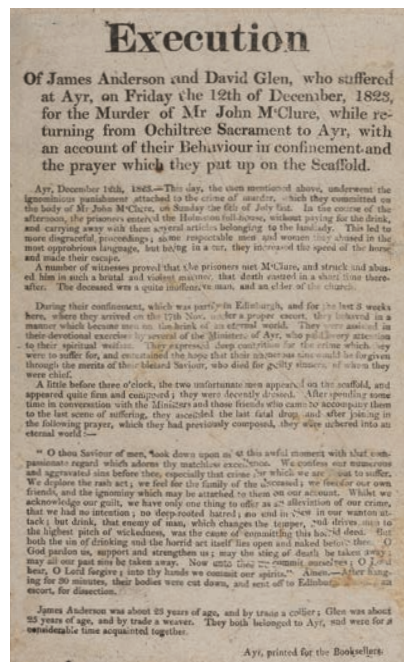 Execution
Of James Anderson and David Glen, who suffered
at Ayr, on Friday the 12th of December, 1823,
for the Murder of Mr John M'Clure, while re-
turning from Ochiltree Sacrament to Ayr, with
an account of their Behaviour in confinement and
the prayer which they put up on the Scaffold.
Ayr, December 12th, 1823.—This day, the men mentioned above, underwent the
ignominious punishment attached to the crime of murder, which they committed on
the body of Mr John M'Clure, on Sunday the 6th of July last. In the course of the
afternoon, the prisoners entered the Holmston toll-house, without paying for the drink,
and carrying away with them several articles belonging to the landlady. This led to
more disgraceful proceedings; some respectable men and women they abused in the
most opprobrious language, but being in a car, they increased the speed of the horse
and made their escape.
A number of witnesses proved that the prisoners met M'Clure, and struck and abus-
ed him in such a brutal and violent manner, that death ensued in a short time there-
after. The deceased was a quite inoffensive man, and an elder of the church.
During their confinement, which was partly in Edinburgh, and for the last 3 weeks
here, where they arrived on the 17th Nov. under a proper escort, they behaved in a
manner which became men on the brink of an eternal world. They were assisted in
their devotional exercises by several of the Minister, of Ayr, who paid every attention
to their spiritual welfare. They expressed deep contrition for the crime which they
were to suffer for, and entertained the hope that their numerous sins would be forgiven
through the merits of the blessed Saviour, who died for guilty sinners, of whom they
were chief.
A little before three o'clock, the two unfortunate men appeared on the scaffold, and
appeared quite firm and composed; they were decently dressed. After spending some
time in conversation with the Ministers and those friends who came to accompany them
to the last scene of suffering, they ascended the last fatal drop and after joining in
the following prayer, which they had previously composed, they were ushered into an
eternal world:—
" O thou Saviour of men, look down upon us at this awful moment with that com-
passionate regard which adorns thy matchless excellence. We confess our numerous
and aggravated sins before thee, especially that crime for which we are about to suffer.
We deplore the rash act; we feel for the family of the deceased; we feel for our own
friends, and the ignominy which may be attached to them on our account. Whilst we
acknowledge our guilt, we have only one thing to offer as an alleviation of our crime,
that we had no intention; no deep-rooted hatred; no end in view in our wanton at-
tack; but drink, that enemy of man, which changes the temper, and drives men to
the highest pitch of wickedness, was the cause of committing this horrid deed. But
both the sin of drinking and the horrid act itself lies open and naked before thee. O
God pardon us, support and strengthen us; may the sting of death be taken away;
may all our past sins be taken away. Now unto thee we commit ourselves; O Lord
hear, O Lord forgive; into thy hands we commit our spirits." Amen.—After hang-
ing for 30 minutes, their bodies were cut down, and sent off to Edinburgh, an
escort, for dissection.
James Anderson was about 23 years of age, and by trade a collier; Glen was about
25 years of age, and by trade a weaver. They both belonged to Ayr, and were for a
considerable time acquainted together.
Ayr, printed for the Booksellers.